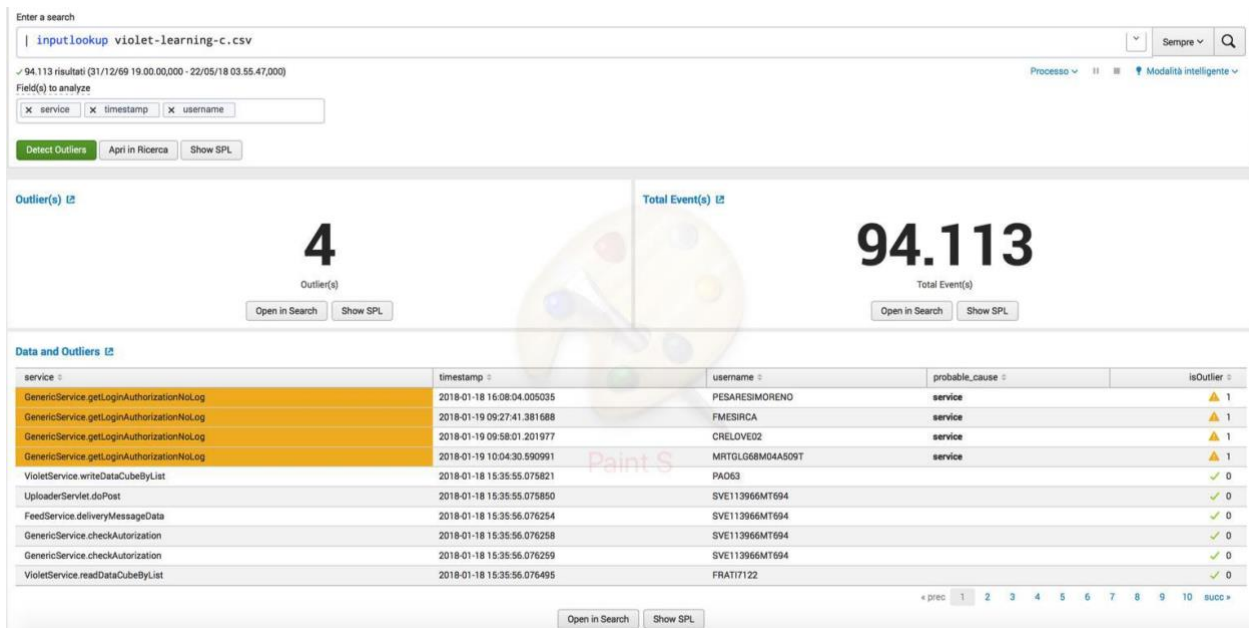 Enter a search
| inputlookup violet-learning-c.csv
Sempre
94.113 risultati (31/12/69 19.00.00,000 - 22/05/18 03.55.47,000)
Processo
Modalità intelligente
Field(s) to analyze
service timestamp username
Detect Outliers Apri in Ricerca Show SPL
Outlier(s)
4
Outlier(s)
Open in Search Show SPL
Total Event(s)
94.113
Total Event(s)
Open in Search Show SPL
Data and Outliers
service timestamp username probable_cause isOutlier
GenericService.getLoginAuthorizationNoLog 2018-01-18 16:08:04.005035 PESARESIMORENO service 1
GenericService.getLoginAuthorizationNoLog 2018-01-19 09:27:41.381688 FMESIRCA service 1
GenericService.getLoginAuthorizationNoLog 2018-01-19 09:58:01.201977 CRELOVE02 service 1
GenericService.getLoginAuthorizationNoLog 2018-01-19 10:04:30.590991 MRTGLG68M04A509T service 1
VioletService.writeDataCubeByList 2018-01-18 15:35:55.075821 PAO63 0
UploaderServlet.doPost 2018-01-18 15:35:55.075850 SVE113966MT694 0
FeedService.deliveryMessageData 2018-01-18 15:35:56.076254 SVE113966MT694 0
GenericService.checkAutorization 2018-01-18 15:35:56.076258 SVE113966MT694 0
GenericService.checkAutorization 2018-01-18 15:35:56.076259 SVE113966MT694 0
VioletService.readDataCubeByList 2018-01-18 15:35:56.076495 FRATI7122 0
Paint S
« prec 1 2 3 4 5 6 7 8 9 10 succ »
Open in Search Show SPL